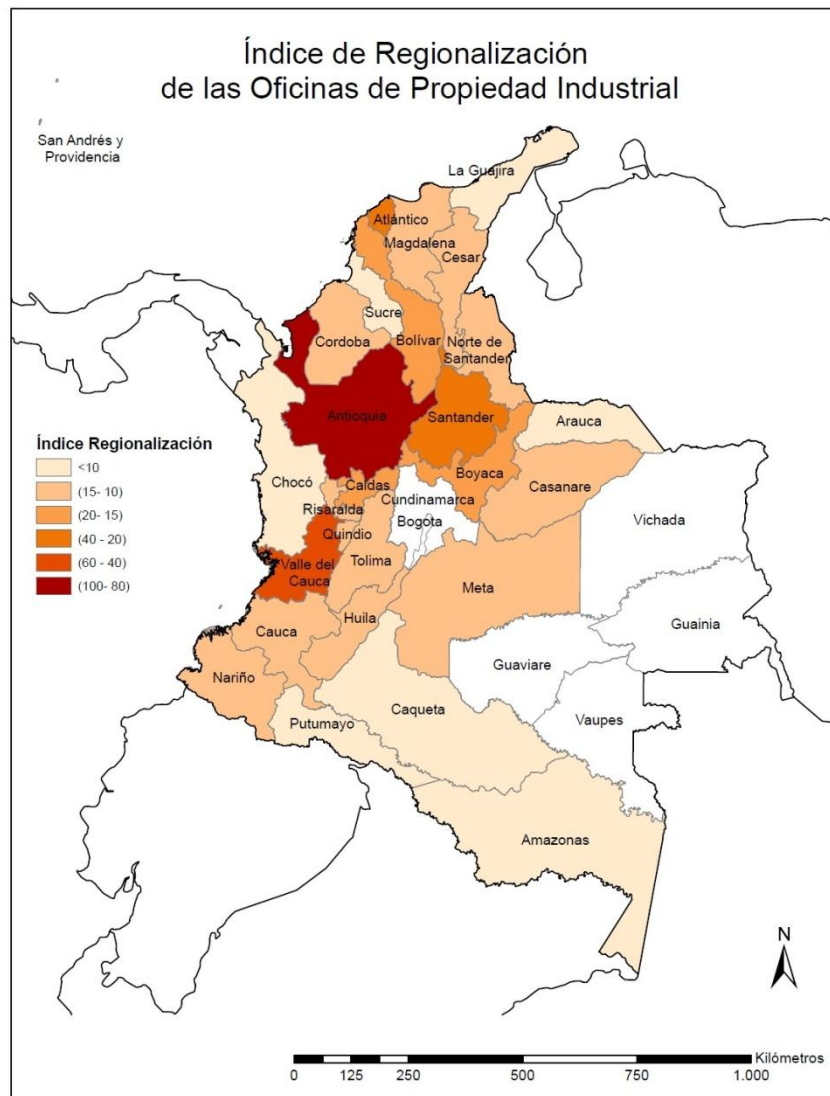 Índice de Regionalización
de las Oficinas de Propiedad Industrial
San Andrés y
Providencia
La Guajira
Atlántico
Magdalena
Cesar
Sucre
Cordoba
Bolívar
Norte de
Santander
Antioquia
Santander
Arauca
Índice Regionalización
<10
(15- 10)
(20- 15)
(40 - 20)
(60 - 40)
(100- 80)
Chocó
Caldas
Boyaca
Casanare
Cundinamarca
Risaralda
Bogota
Vichada
Quindio
Valle del
Cauca
Tolima
Meta
Guainia
Huila
Cauca
Guaviare
Nariño
Caqueta
Vaupes
Putumayo
Amazonas
N
Kilómetros
0 125 250 500 750 1.000